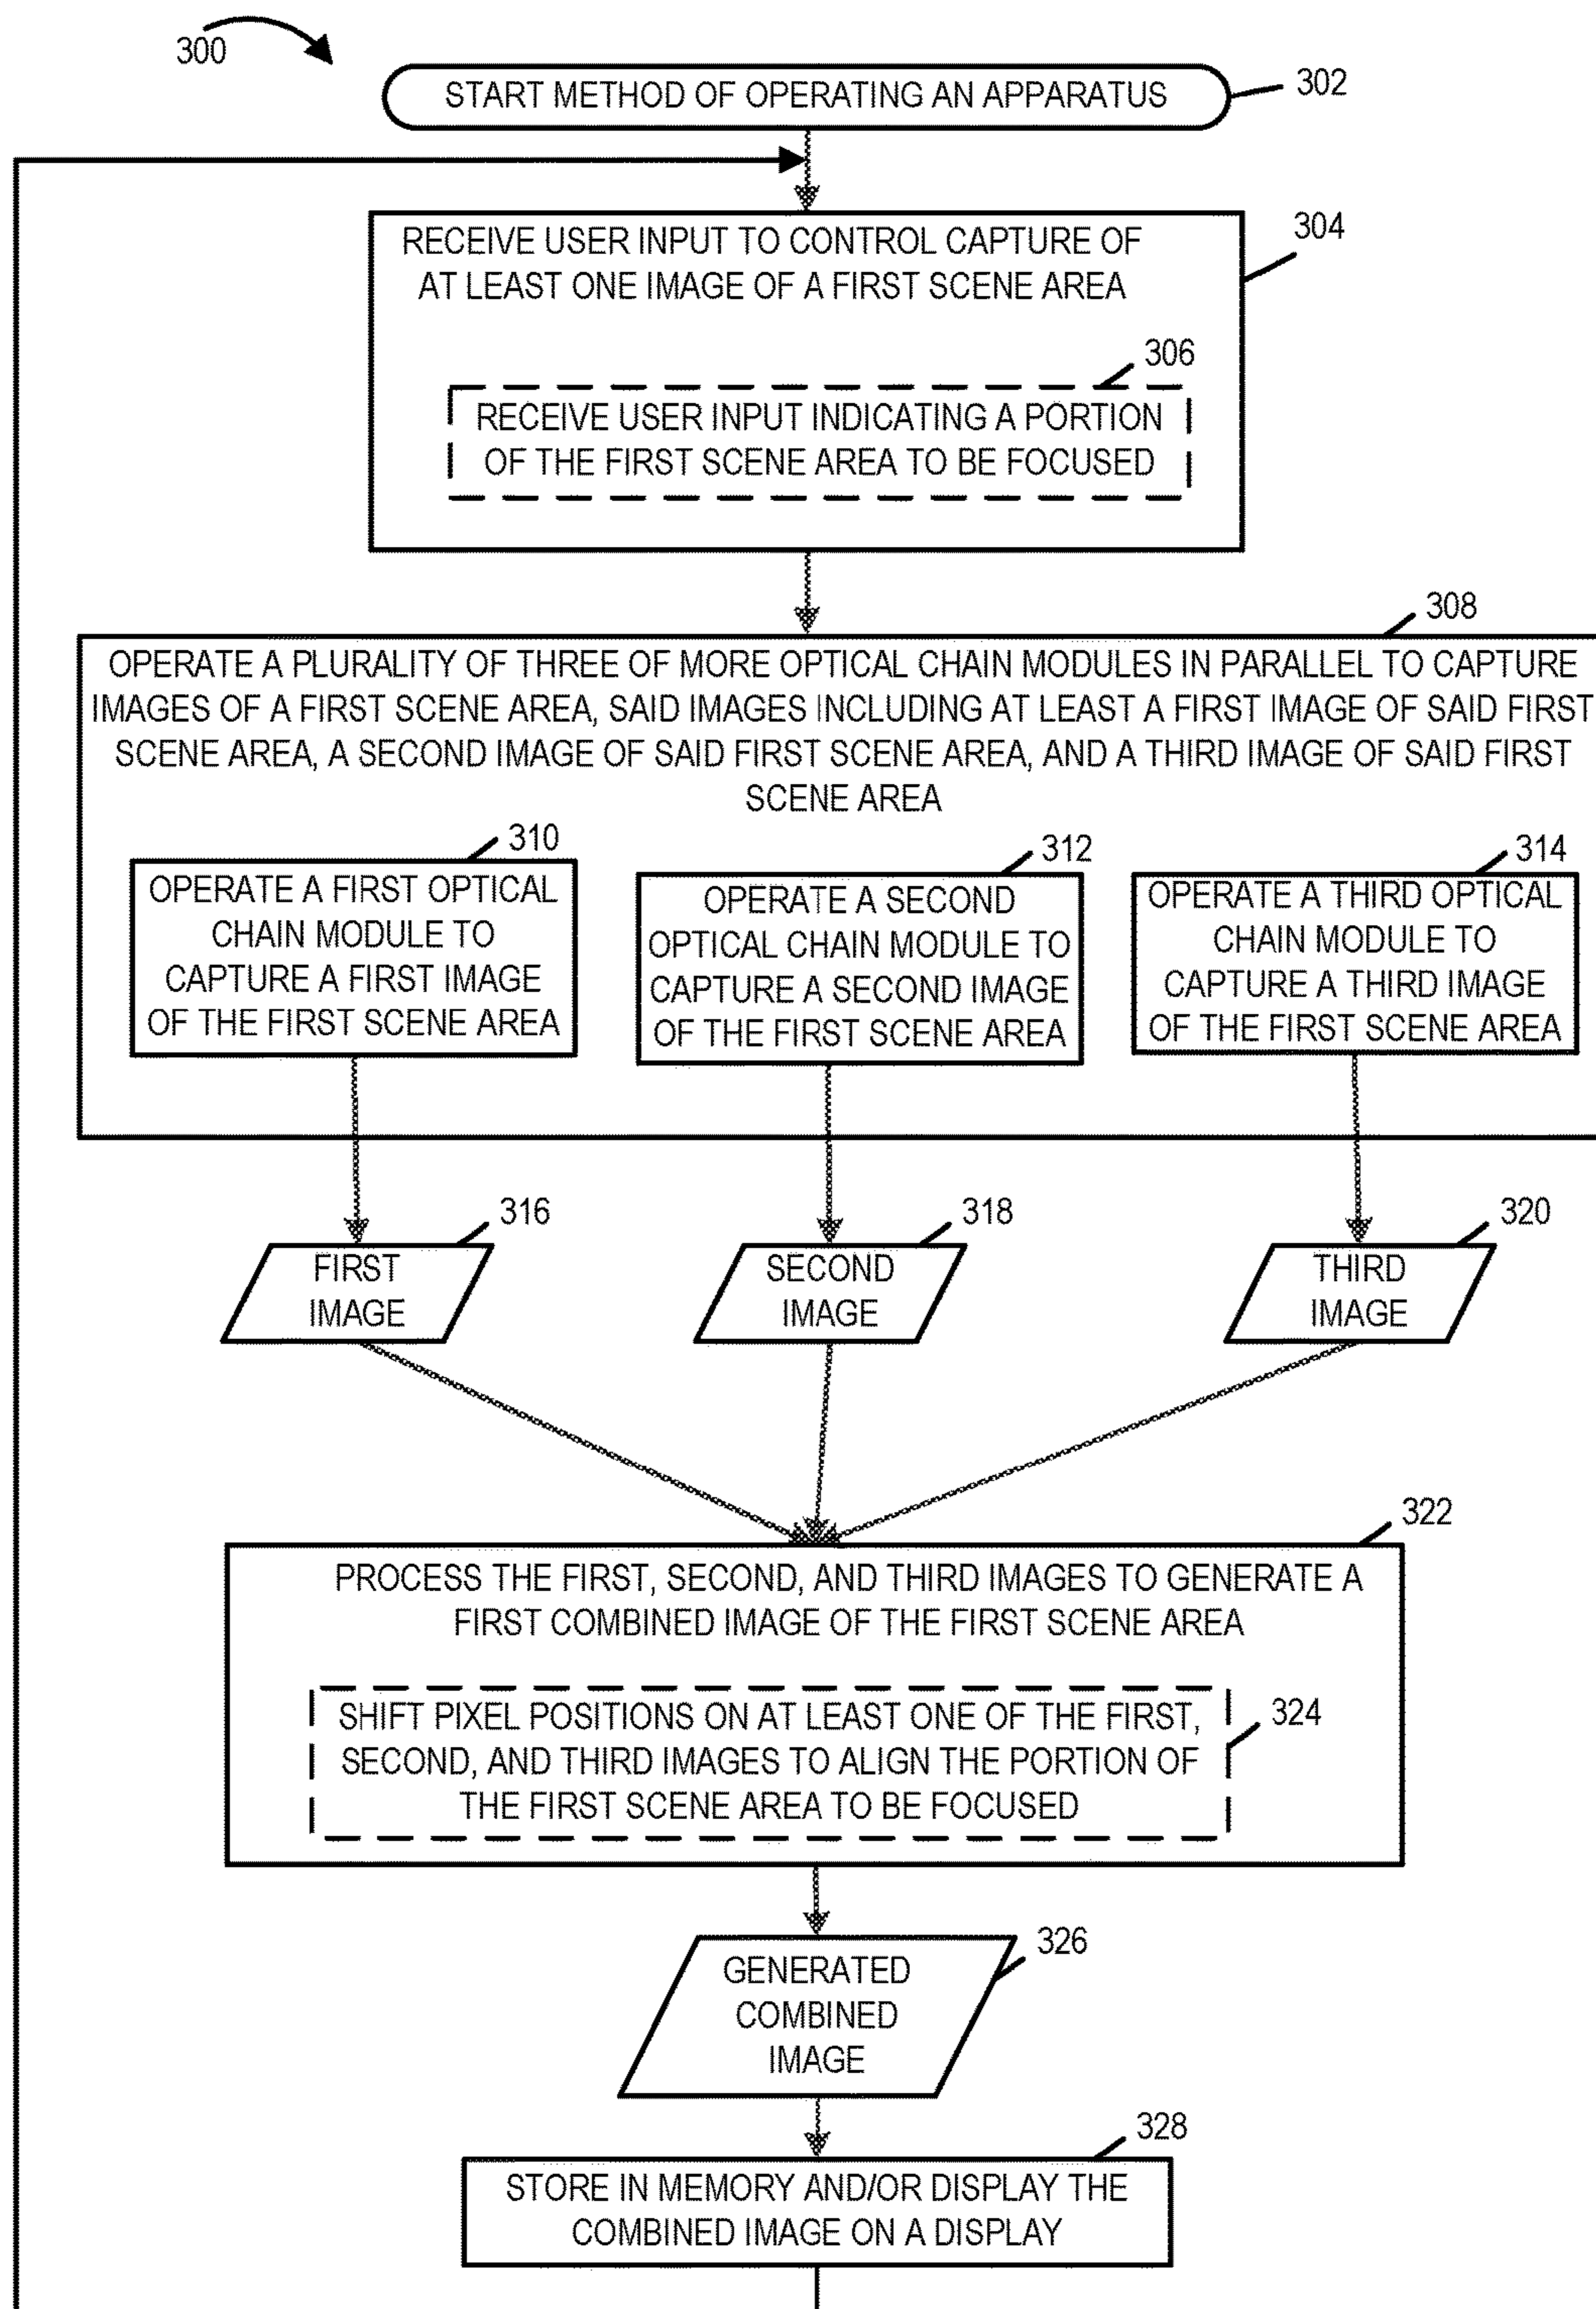 300
START METHOD OF OPERATING AN APPARATUS
302
RECEIVE USER INPUT TO CONTROL CAPTURE OF
AT LEAST ONE IMAGE OF A FIRST SCENE AREA
304
306
RECEIVE USER INPUT INDICATING A PORTION
OF THE FIRST SCENE AREA TO BE FOCUSED
308
OPERATE A PLURALITY OF THREE OF MORE OPTICAL CHAIN MODULES IN PARALLEL TO CAPTURE
IMAGES OF A FIRST SCENE AREA, SAID IMAGES INCLUDING AT LEAST A FIRST IMAGE OF SAID FIRST
SCENE AREA, A SECOND IMAGE OF SAID FIRST SCENE AREA, AND A THIRD IMAGE OF SAID FIRST
SCENE AREA
310
OPERATE A FIRST OPTICAL
CHAIN MODULE TO
CAPTURE A FIRST IMAGE
OF THE FIRST SCENE AREA
312
OPERATE A SECOND
OPTICAL CHAIN MODULE TO
CAPTURE A SECOND IMAGE
OF THE FIRST SCENE AREA
314
OPERATE A THIRD OPTICAL
CHAIN MODULE TO
CAPTURE A THIRD IMAGE
OF THE FIRST SCENE AREA
316
FIRST
IMAGE
318
SECOND
IMAGE
320
THIRD
IMAGE
322
PROCESS THE FIRST, SECOND, AND THIRD IMAGES TO GENERATE A
FIRST COMBINED IMAGE OF THE FIRST SCENE AREA
SHIFT PIXEL POSITIONS ON AT LEAST ONE OF THE FIRST,
SECOND, AND THIRD IMAGES TO ALIGN THE PORTION OF
THE FIRST SCENE AREA TO BE FOCUSED
324
326
GENERATED
COMBINED
IMAGE
328
STORE IN MEMORY AND/OR DISPLAY THE
COMBINED IMAGE ON A DISPLAY